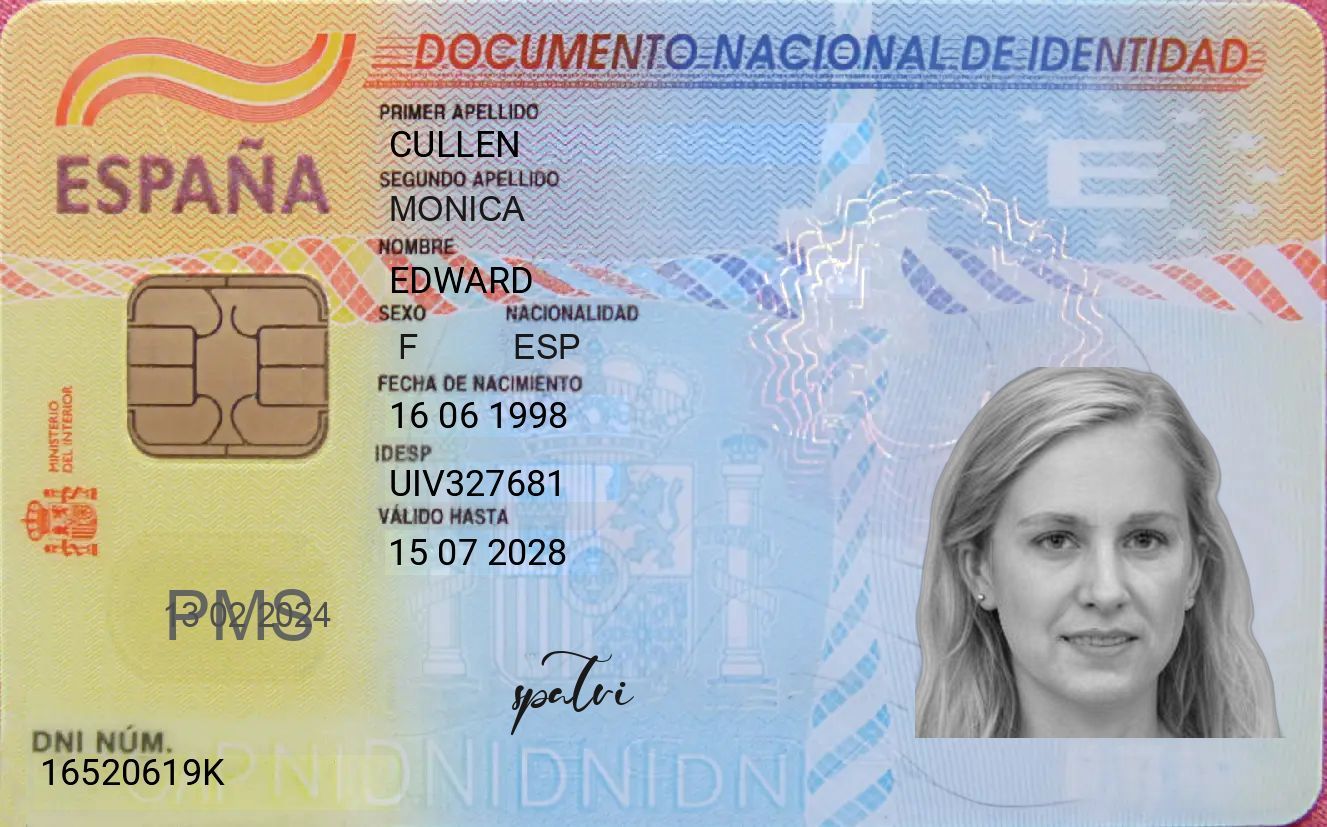 DOCUMENTO NACIONAL DE IDENTIDAD
ESPAÑA
PRIMER APELLIDO
CULLEN
SEGUNDO APELLIDO
MONICA
NOMBRE
EDWARD
SEXO NACIONALIDAD
F ESP
FECHA DE NACIMIENTO
16 06 1998
IDESP
UIV327681
VÁLIDO HASTA
15 07 2028
MINISTERIO
DEL INTERIOR
E
PMS
13 02 2024
spatri
DNI NÚM.
16520619K
DNIDNIDNIDNI